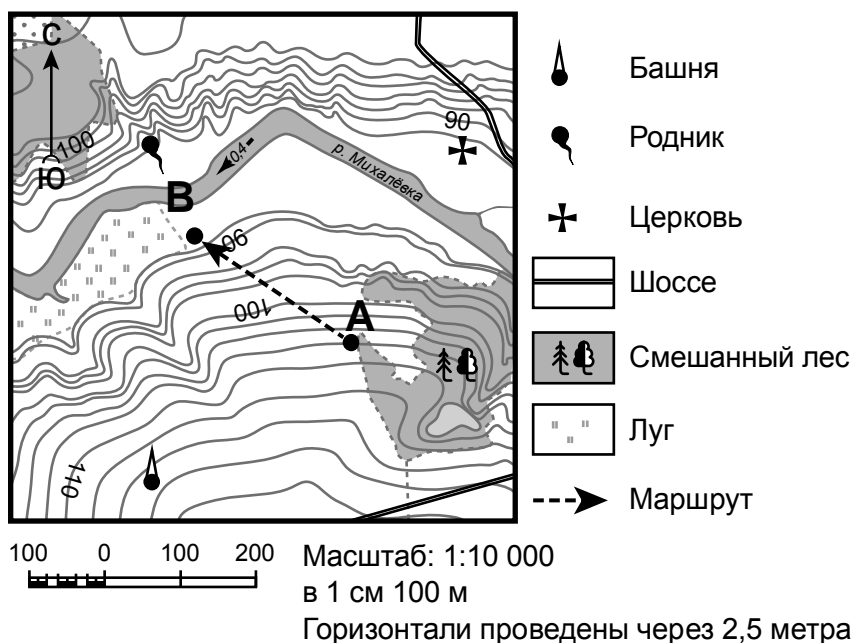 С
100
Ю
В
0,4
р. Михалёвка
90
90
100
А
110
Башня
Родник
Церковь
Шоссе
Смешанный лес
Луг
Маршрут
100 0 100 200
Масштаб: 1:10 000
в 1 см 100 м
Горизонтали проведены через 2,5 метра